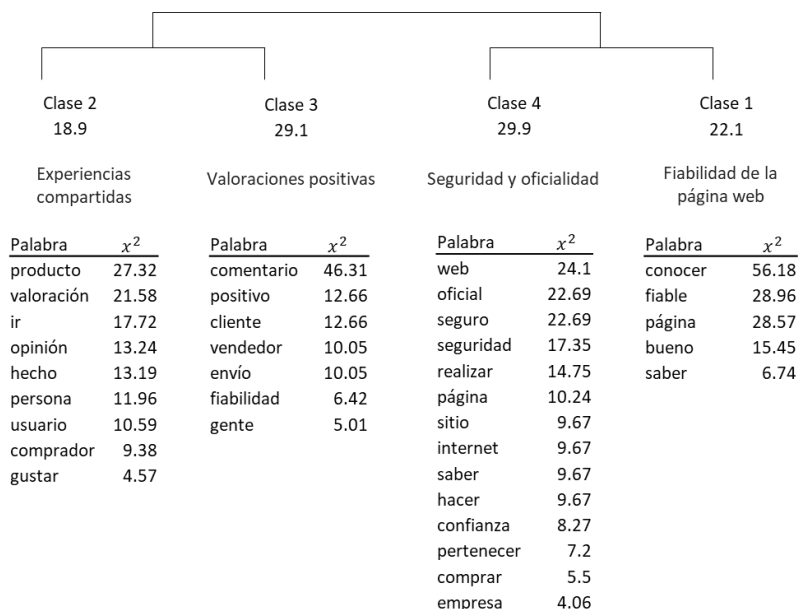 Clase 2
18.9
Experiencias
compartidas
Palabra x²
producto 27.32
valoración 21.58
ir 17.72
opinión 13.24
hecho 13.19
persona 11.96
usuario 10.59
comprador 9.38
gustar 4.57
Clase 3
29.1
Valoraciones positivas
Palabra x²
comentario 46.31
positivo 12.66
cliente 12.66
vendedor 10.05
envío 10.05
fiabilidad 6.42
gente 5.01
Clase 4
29.9
Seguridad y oficialidad
Palabra x²
web 24.1
oficial 22.69
seguro 22.69
seguridad 17.35
realizar 14.75
página 10.24
sitio 9.67
internet 9.67
saber 9.67
hacer 9.67
confianza 8.27
pertenecer 7.2
comprar 5.5
empresa 4.06
Clase 1
22.1
Fiabilidad de la
página web
Palabra x²
conocer 56.18
fiable 28.96
página 28.57
bueno 15.45
saber 6.74